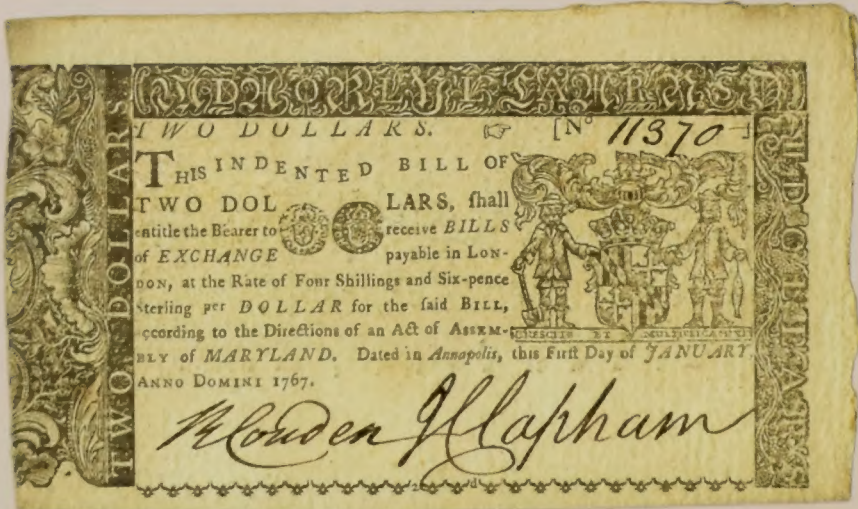 TWO DOLLARS
TWO DOLLARS. ☞ [N° 11370]
THIS INDENTED BILL OF
TWO DOLLARS, ſhall
entitle the Bearer to receive BILLS
of EXCHANGE payable in LON-
DON, at the Rate of Four Shillings and Six-pence
Sterling per DOLLAR for the ſaid BILL,
according to the Directions of an Act of ASSEM-
BLY of MARYLAND. Dated in Annapolis, this Firſt Day of JANUARY,
ANNO DOMINI 1767.
CRESCITE ET MULTIPLICAMINI
R Couden J Clapham